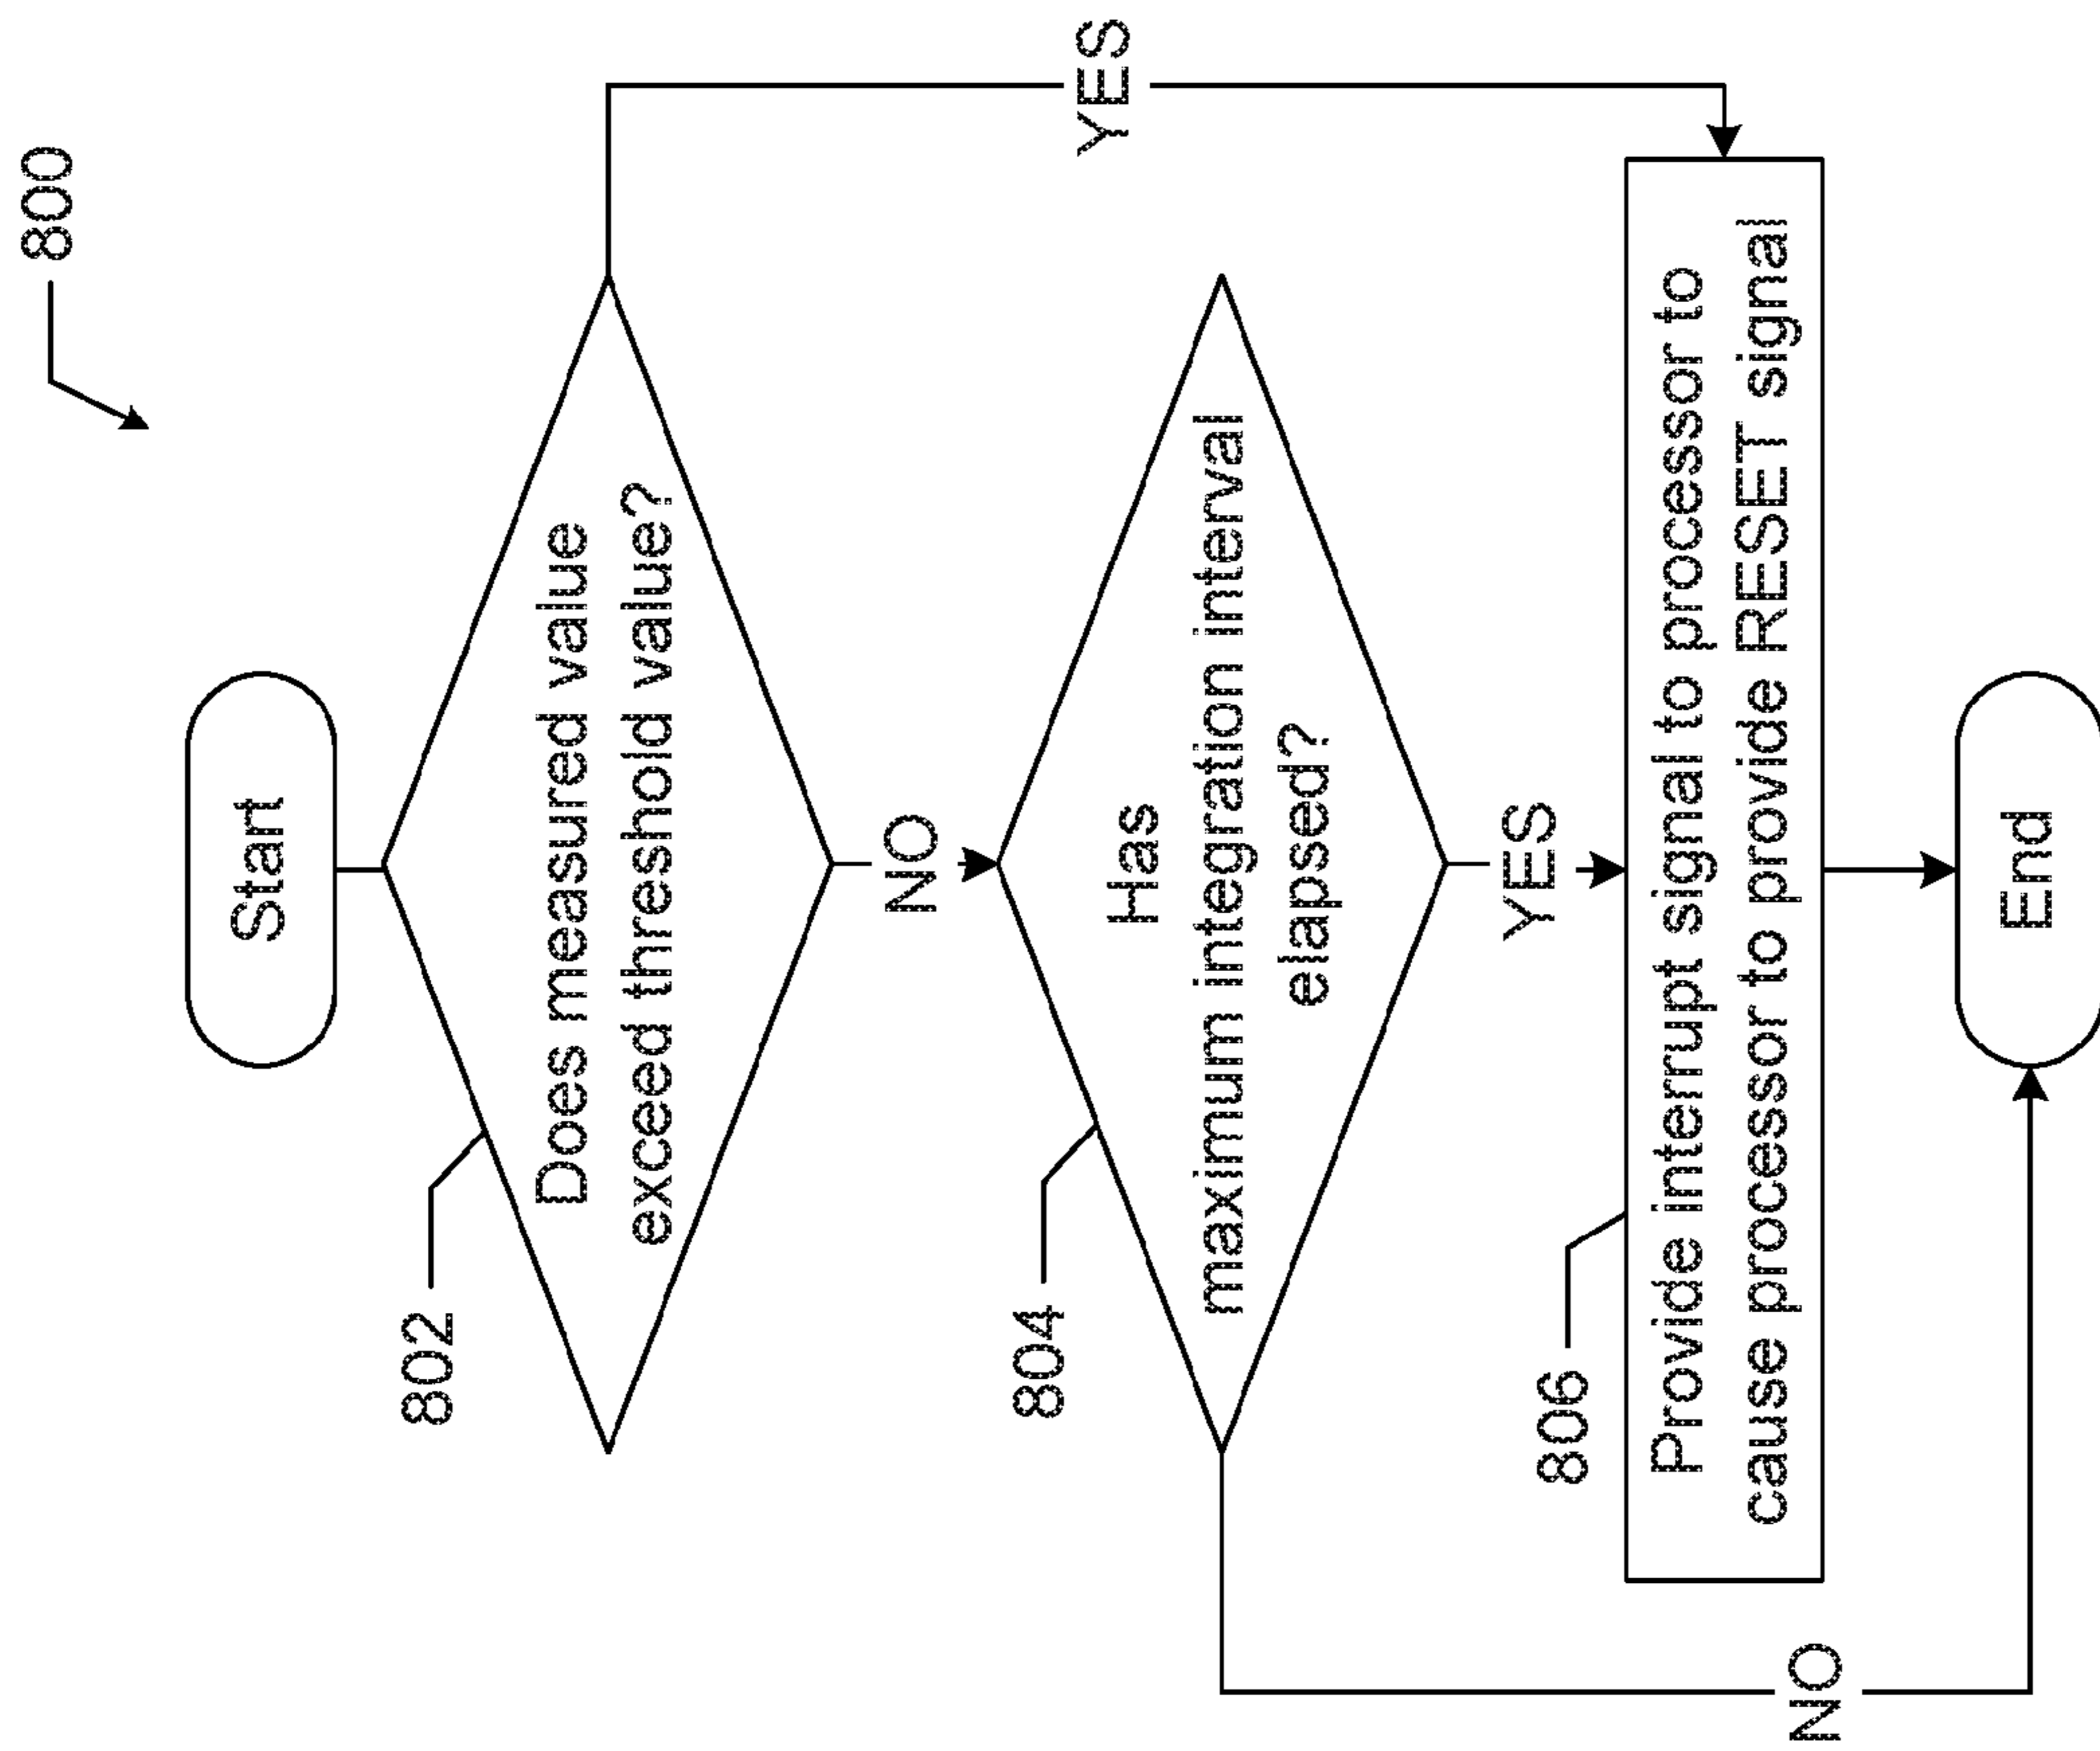 800
Start
802
Does measured value
exceed threshold value?
YES
NO
804
Has
maximum integration interval
elapsed?
YES
806
Provide interrupt signal to processor to
cause processor to provide RESET signal
NO
End